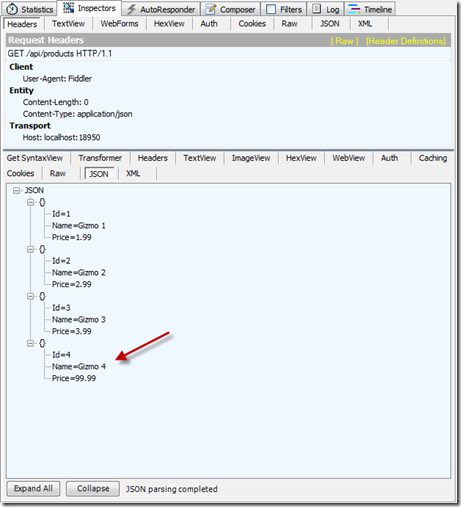 Statistics Inspectors AutoResponder Composer Filters Log Timeline
Headers TextView WebForms HexView Auth Cookies Raw JSON XML
Request Headers [ Raw ] [Header Definitions]
GET /api/products HTTP/1.1
Client
User-Agent: Fiddler
Entity
Content-Length: 0
Content-Type: application/json
Transport
Host: localhost:18950
Get SyntaxView Transformer Headers TextView ImageView HexView WebView Auth Caching
Cookies Raw JSON XML
JSON
{}
Id=1
Name=Gizmo 1
Price=1.99
{}
Id=2
Name=Gizmo 2
Price=2.99
{}
Id=3
Name=Gizmo 3
Price=3.99
{}
Id=4
Name=Gizmo 4
Price=99.99
Expand All Collapse JSON parsing completed